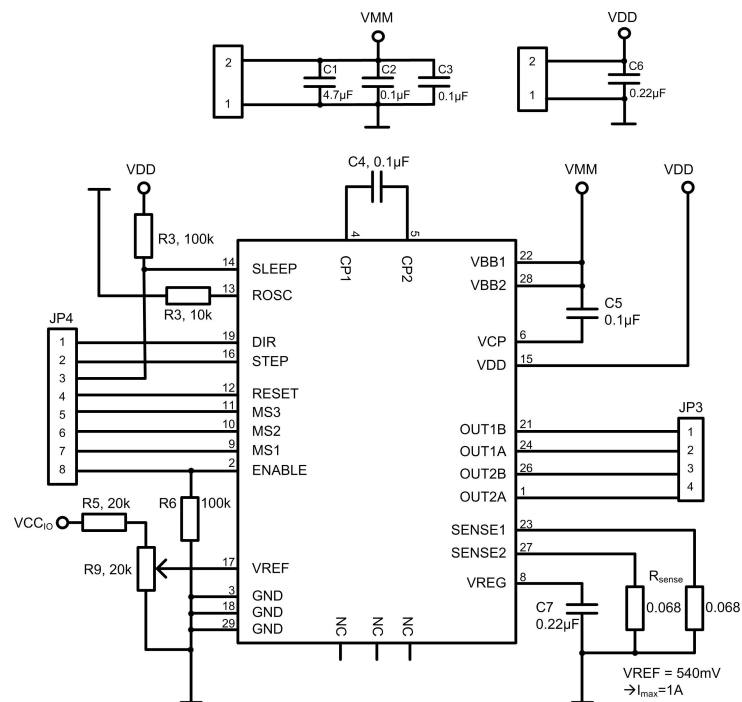 VMM
VDD
2
1
C1
4.7µF
C2
0.1µF
C3
0.1µF
2
1
C6
0.22µF
C4, 0.1µF
VDD
VMM
VDD
R3, 100k
4
5
CP1
CP2
14
SLEEP
13
ROSC
R3, 10k
VBB1
22
VBB2
28
C5
0.1µF
VCP
6
VDD
15
JP4
1
2
3
4
5
6
7
8
19
DIR
16
STEP
12
RESET
11
MS3
10
MS2
9
MS1
2
ENABLE
JP3
1
2
3
4
OUT1B
21
OUT1A
24
OUT2B
26
OUT2A
1
R5, 20k
R6
100k
VCCIO
R9, 20k
17
VREF
3
GND
18
GND
29
GND
NC
NC
NC
SENSE1
23
SENSE2
27
VREG
8
C7
0.22µF
Rsense
0.068
0.068
VREF = 540mV
→Imax=1A